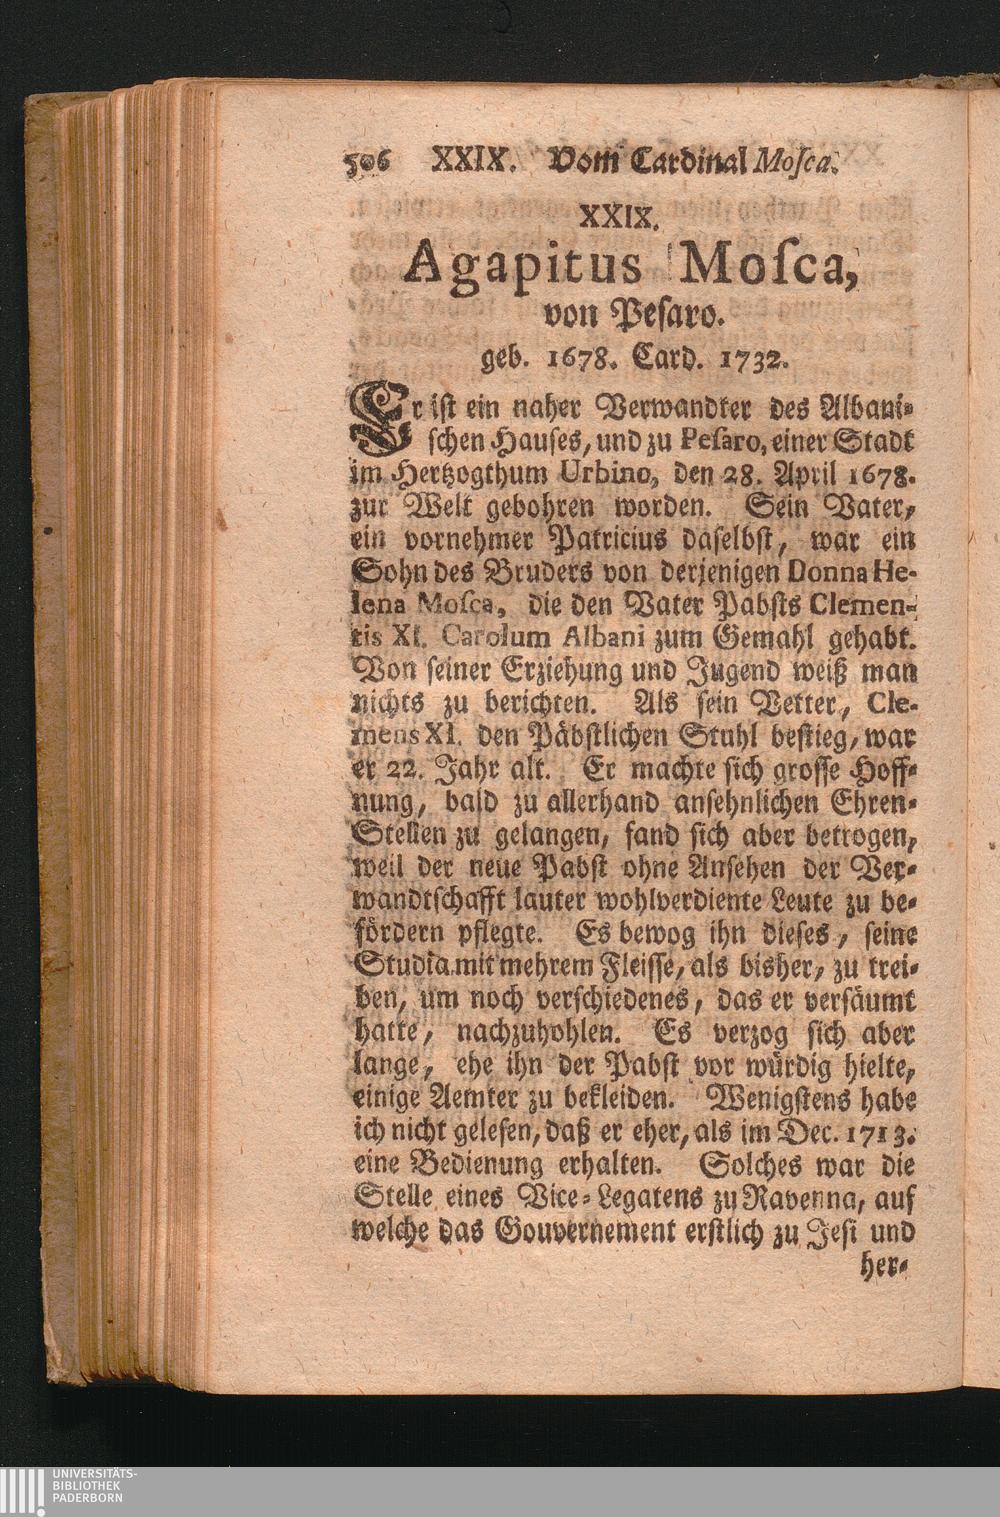 506 XXIX. Vom Cardinal Moſca.
XXIX.
Agapitus Moſca,
von Peſaro.
geb. 1678. Card. 1732.
Er iſt ein naher Verwandter des Albani-
ſchen Hauſes, und zu Peſaro, einer Stadt
im Hertzogthum Urbino, den 28. April 1678.
zur Welt gebohren worden. Sein Vater,
ein vornehmer Patricius daſelbſt, war ein
Sohn des Bruders von derjenigen Donna He-
lena Moſca, die den Vater Pabſts Clemen-
tis XI. Carolum Albani zum Gemahl gehabt.
Von ſeiner Erziehung und Jugend weiß man
nichts zu berichten. Als ſein Vetter, Cle-
mens XI. den Päbſtlichen Stuhl beſtieg, war
er 22. Jahr alt. Er machte ſich groſſe Hoff-
nung, bald zu allerhand anſehnlichen Ehren-
Stellen zu gelangen, fand ſich aber betrogen,
weil der neue Pabſt ohne Anſehen der Ver-
wandtſchafft lauter wohlverdiente Leute zu be-
fördern pflegte. Es bewog ihn dieſes, ſeine
Studia mit mehrem Fleiſſe, als bisher, zu trei-
ben, um noch verſchiedenes, das er verſäumt
hatte, nachzuhohlen. Es verzog ſich aber
lange, ehe ihn der Pabſt vor würdig hielte,
einige Aemter zu bekleiden. Wenigſtens habe
ich nicht geleſen, daß er eher, als im Dec. 1713.
eine Bedienung erhalten. Solches war die
Stelle eines Vice-Legatens zu Ravenna, auf
welche das Gouvernement erſtlich zu Jeſi und
her-
UNIVERSITÄTS-
BIBLIOTHEK
PADERBORN